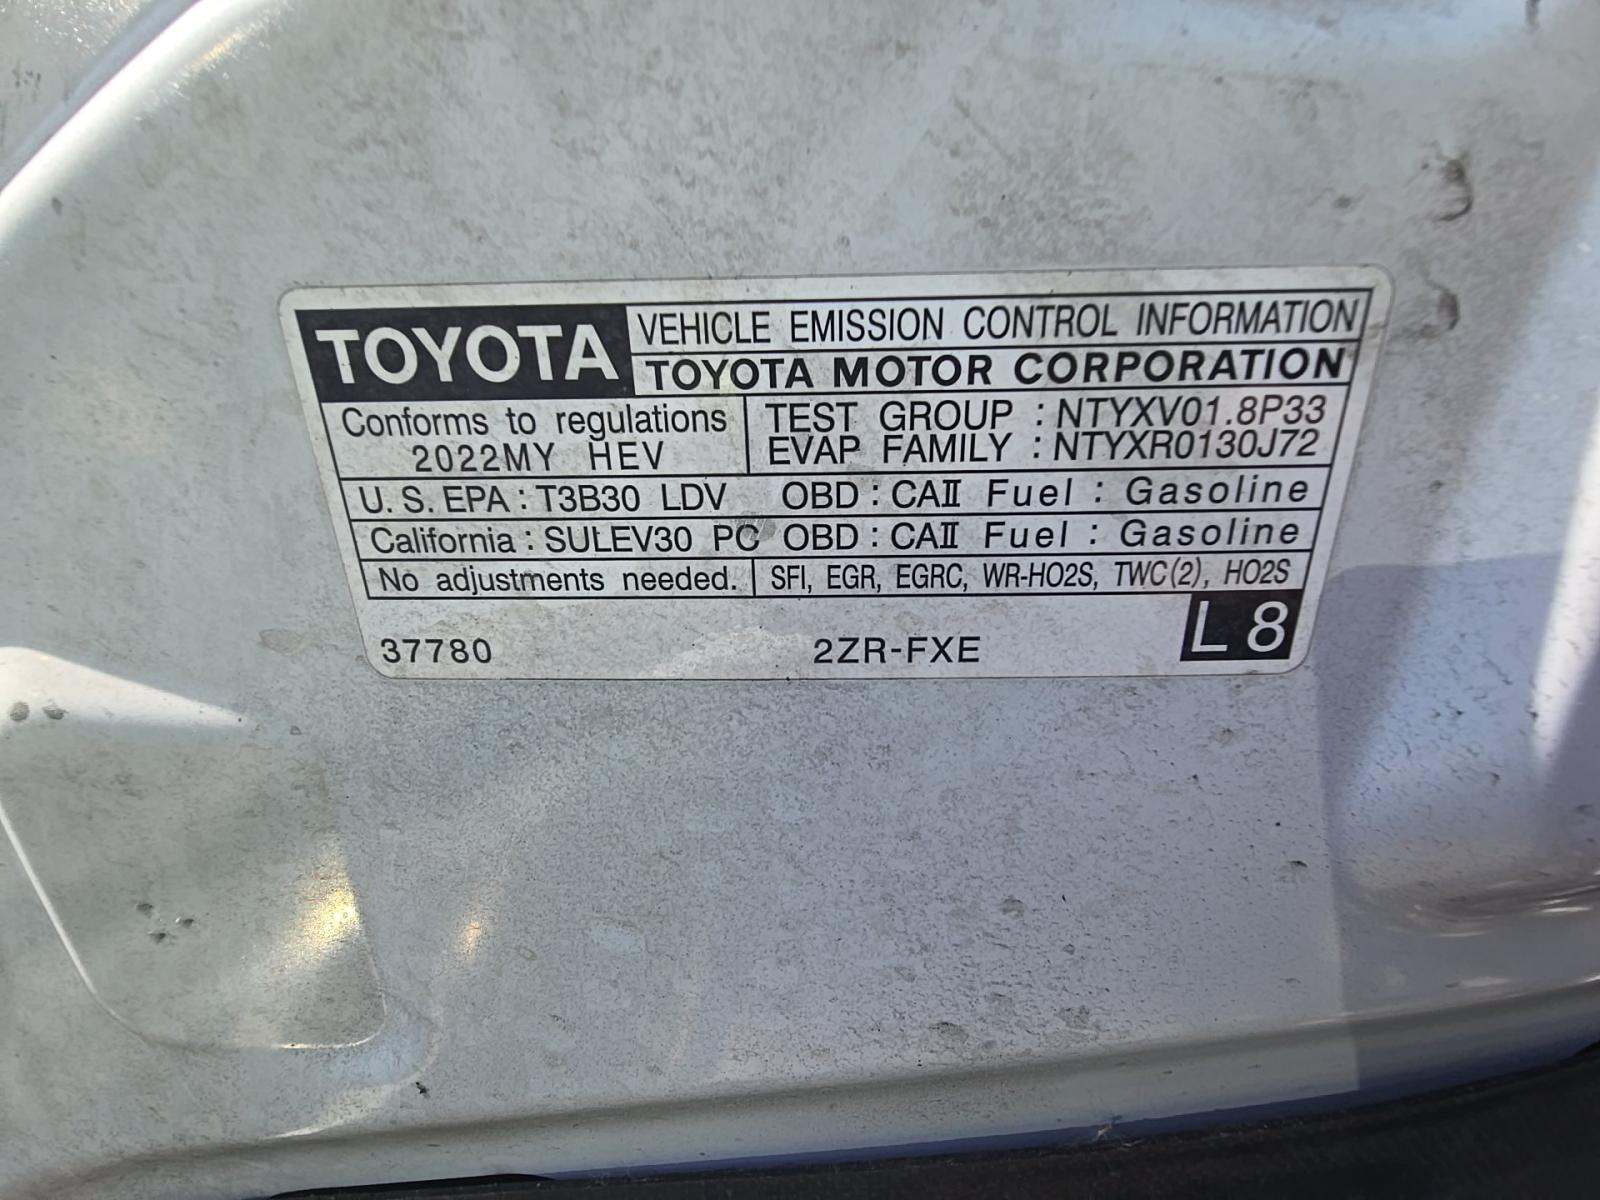 TOYOTA
VEHICLE EMISSION CONTROL INFORMATION
TOYOTA MOTOR CORPORATION
Conforms to regulations
2022MY HEV
TEST GROUP : NTYXV01.8P33
EVAP FAMILY : NTYXR0130J72
U.S. EPA : T3B30 LDV OBD : CAII Fuel : Gasoline
California : SULEV30 PC OBD : CAII Fuel : Gasoline
No adjustments needed. SFI, EGR, EGRC, WR-HO2S, TWC(2), HO2S
37780 2ZR-FXE L8